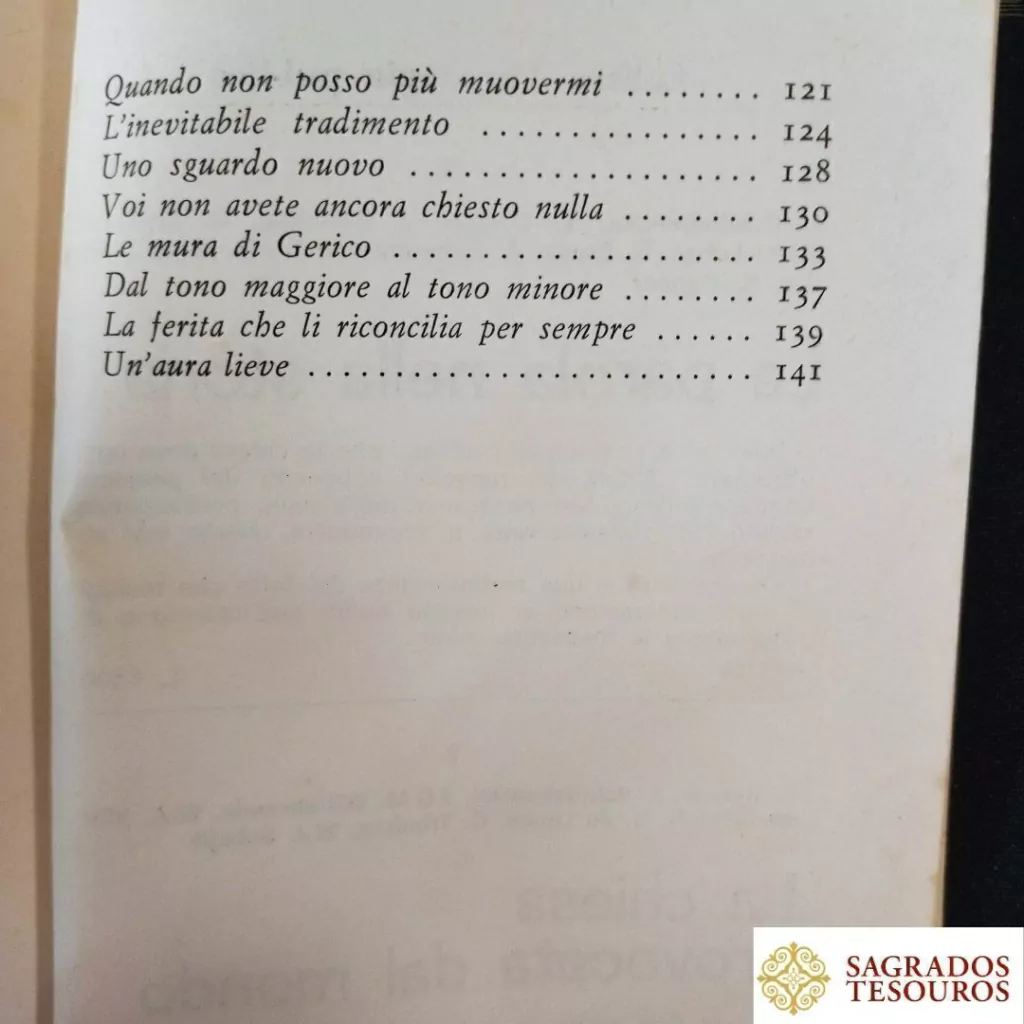 Quando non posso più muovermi ........ 121
L'inevitabile tradimento ................ 124
Uno sguardo nuovo .................... 128
Voi non avete ancora chiesto nulla ........ 130
Le mura di Gerico ..................... 133
Dal tono maggiore al tono minore ........ 137
La ferita che li riconcilia per sempre ...... 139
Un'aura lieve ........................... 141
SAGRADOS
TESOUROS